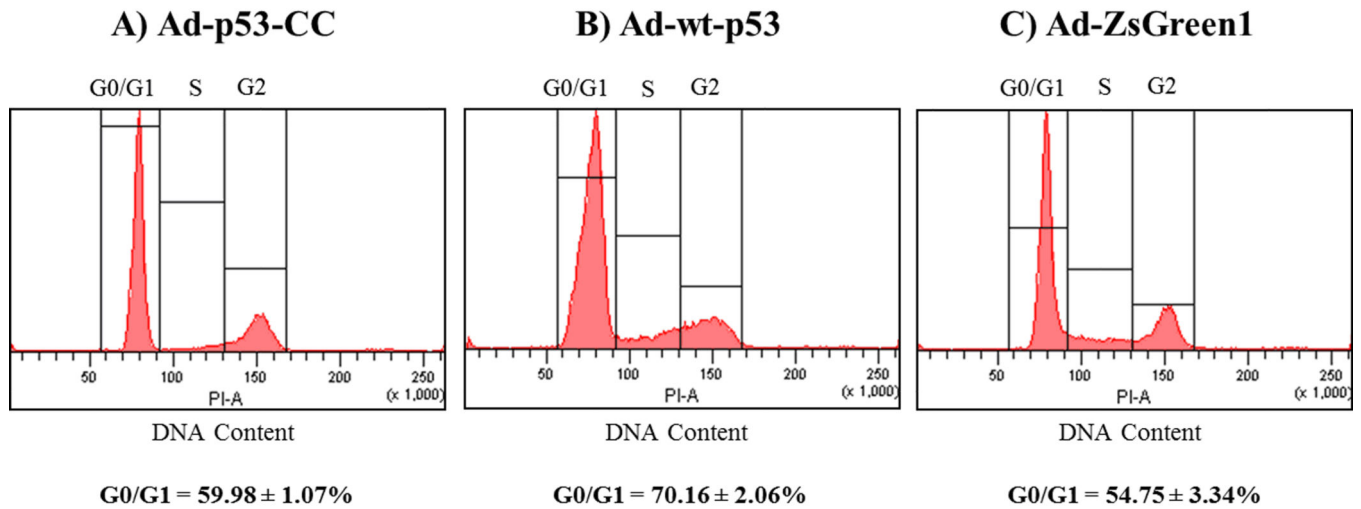 A) Ad-p53-CC
B) Ad-wt-p53
C) Ad-ZsGreen1
G0/G1 S G2
G0/G1 S G2
G0/G1 S G2
50 100 150 200 250
(x 1,000)
PI-A
50 100 150 200 250
(x 1,000)
PI-A
50 100 150 200 250
(x 1,000)
PI-A
DNA Content
DNA Content
DNA Content
G0/G1 = 59.98 ± 1.07%
G0/G1 = 70.16 ± 2.06%
G0/G1 = 54.75 ± 3.34%